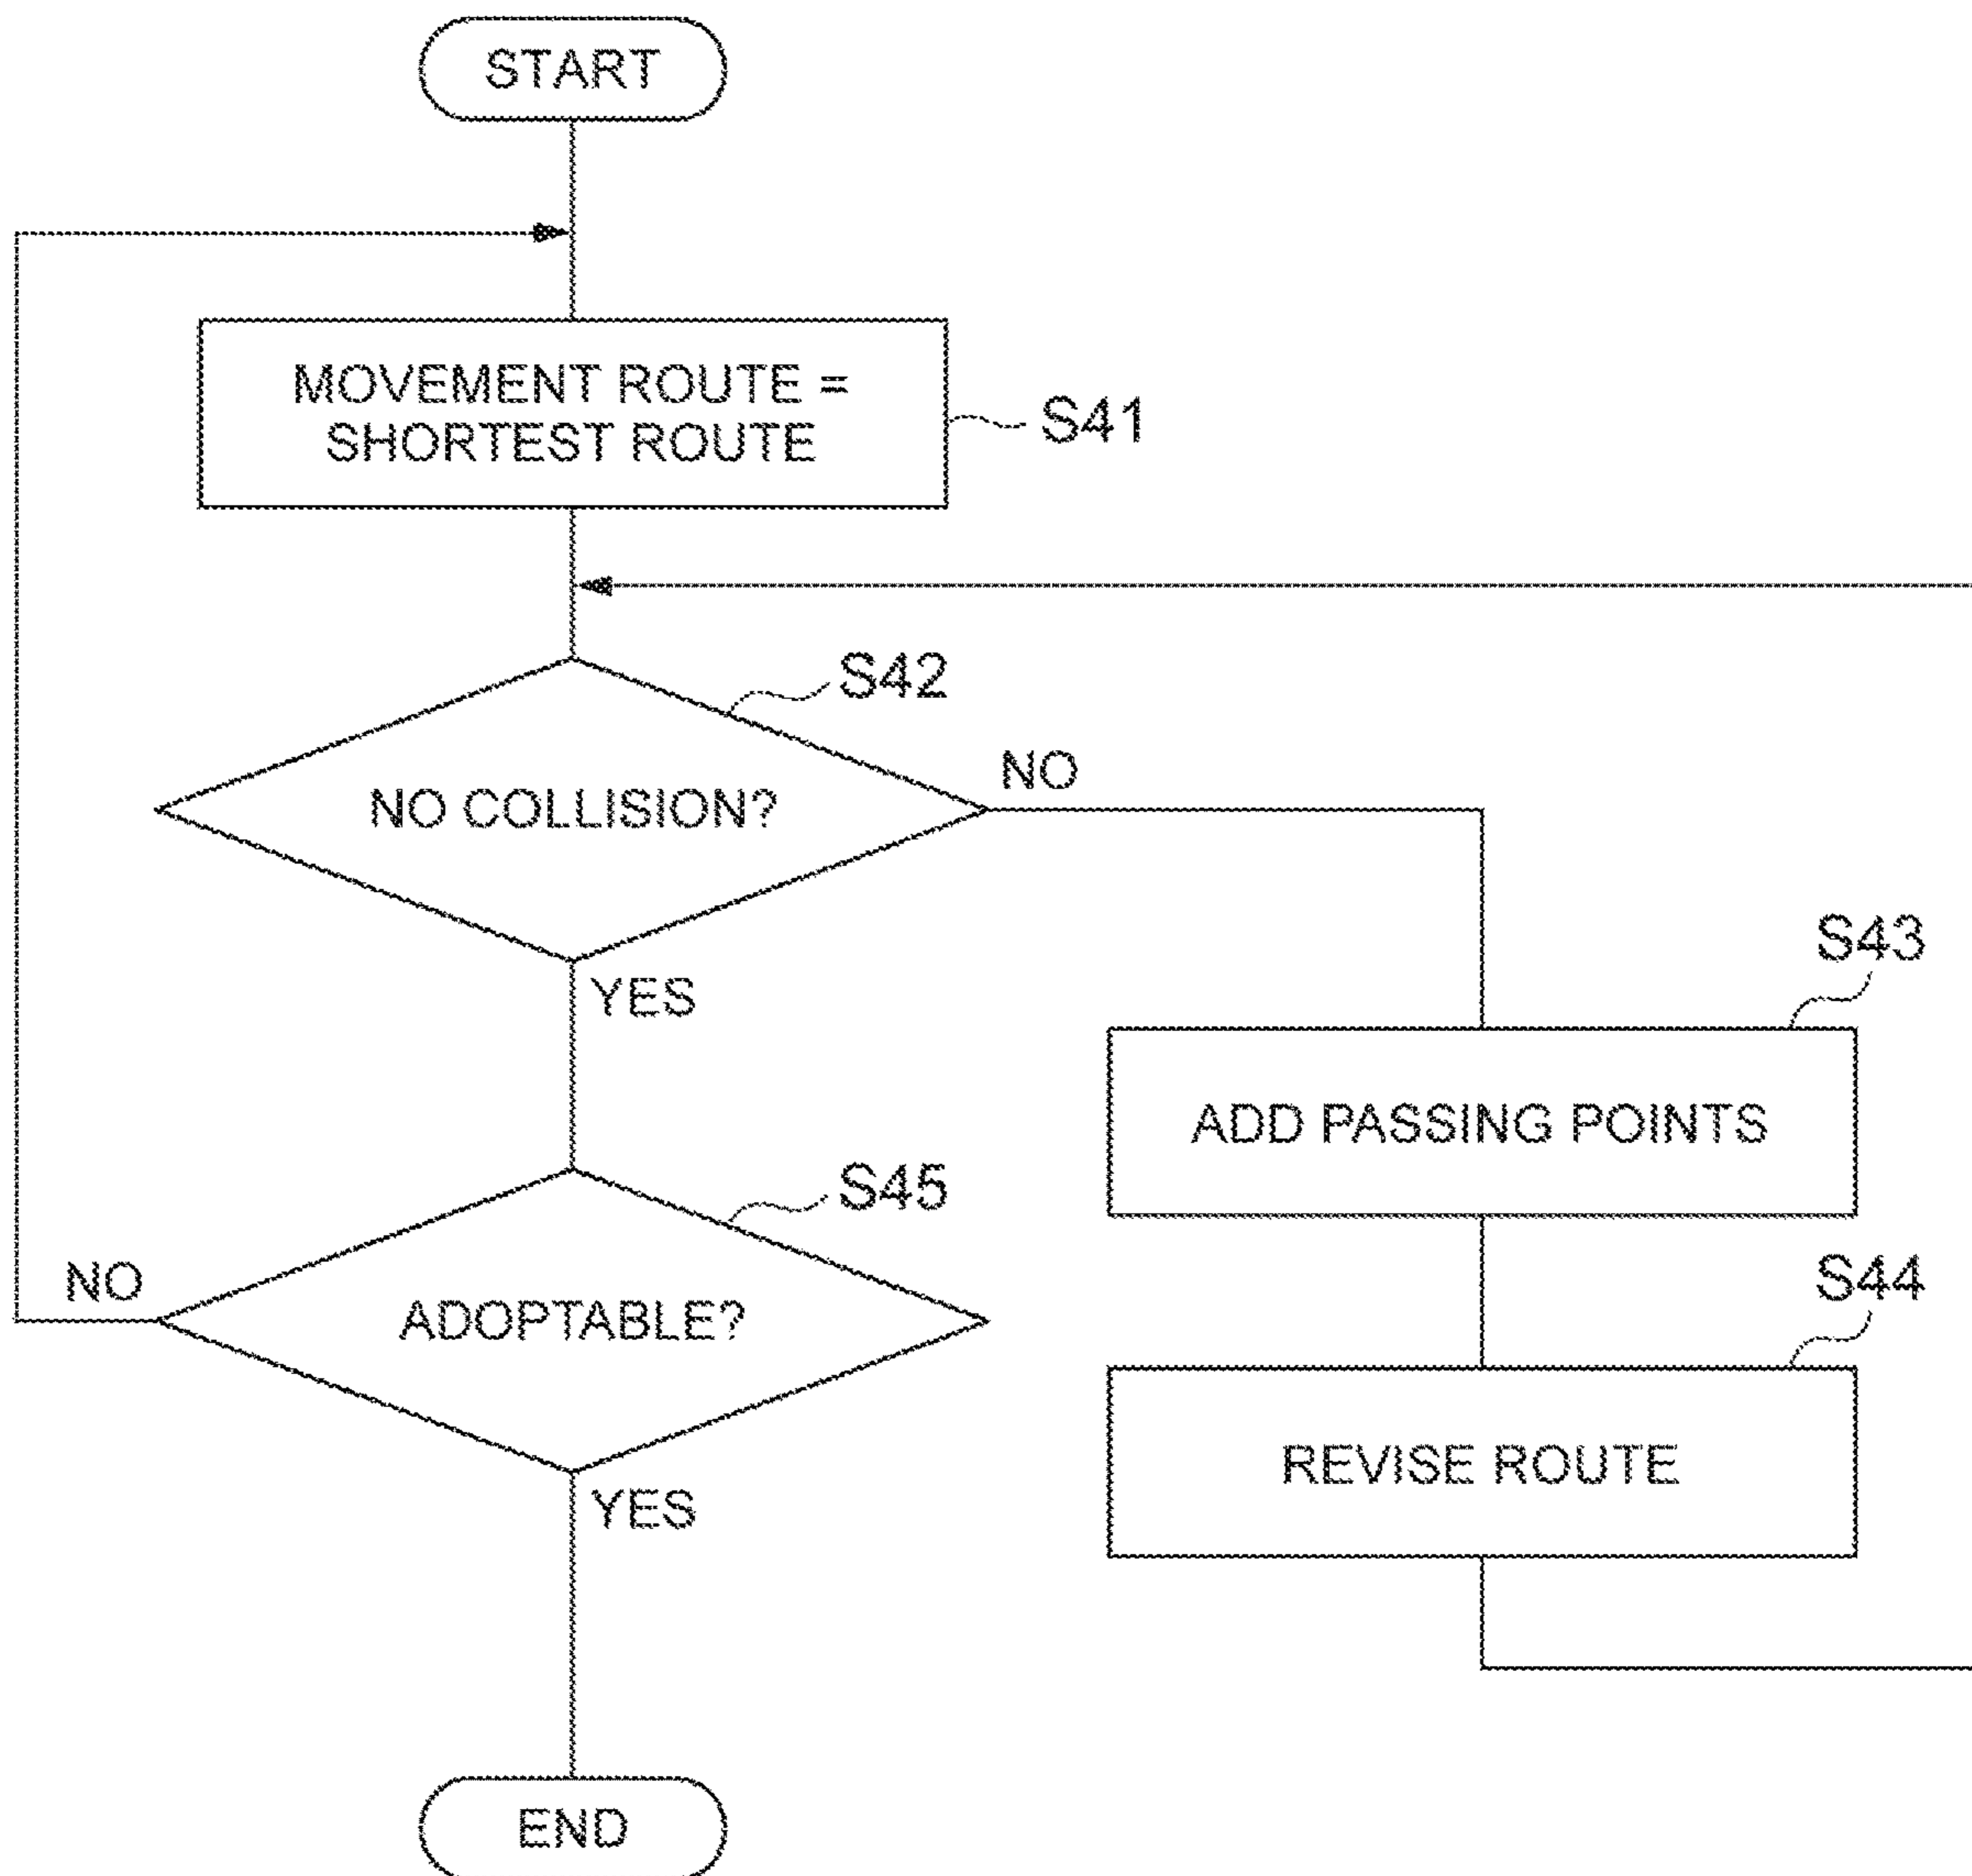 START
MOVEMENT ROUTE =
SHORTEST ROUTE
S41
S42
NO COLLISION?
NO
YES
S43
ADD PASSING POINTS
S45
ADOPTABLE?
NO
YES
S44
REVISE ROUTE
END